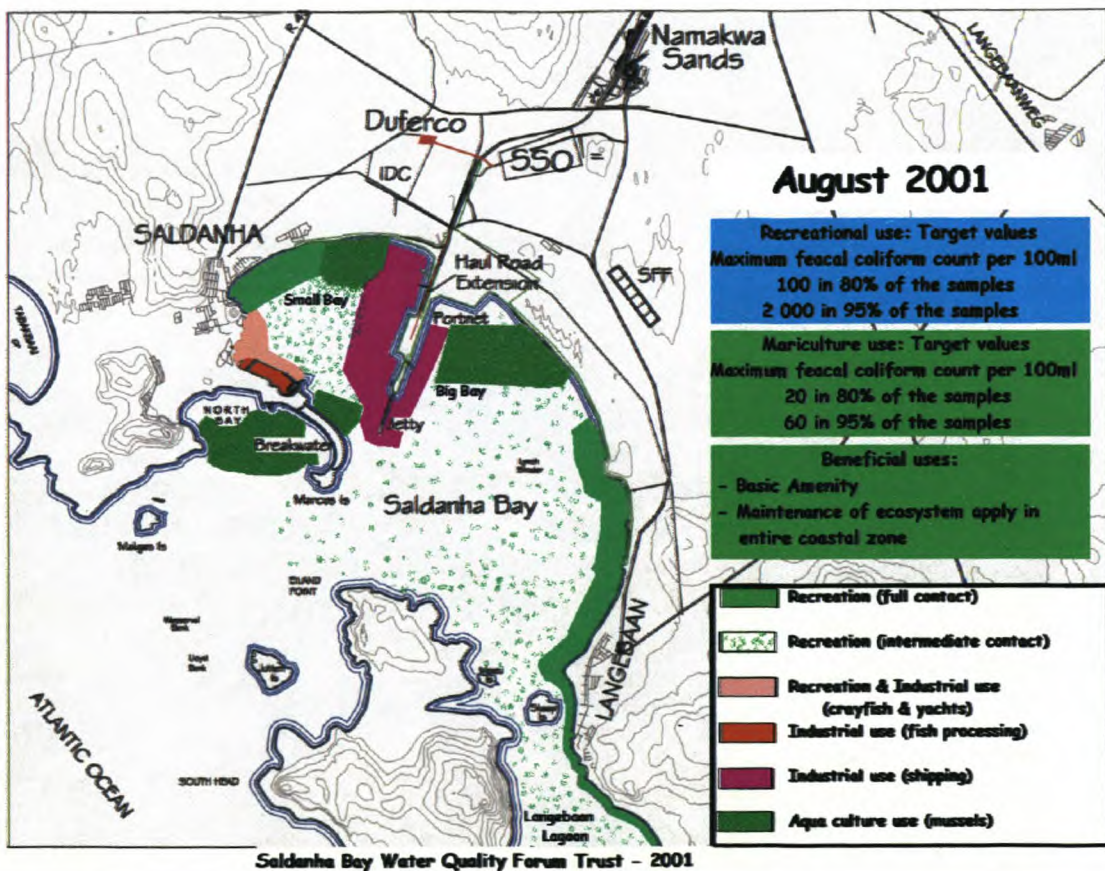 Namakwa
Sands
LANGEBAANWEG
Duferco
SSO
IDC
August 2001
SALDANHA
Recreational use: Target values
Maximum feacal coliform count per 100ml
100 in 80% of the samples
2 000 in 95% of the samples
Haul Road
Extension
SFF
Small Bay
Portnet
Mariculture use: Target values
Maximum feacal coliform count per 100ml
20 in 80% of the samples
60 in 95% of the samples
Big Bay
NORTH
BAY
Jetty
Breakwater
Beneficial uses:
- Basic Amenity
- Maintenance of ecosystem apply in
entire coastal zone
Marcus Is
Saldanha Bay
Malgas Is
ISLAND
POINT
Recreation (full contact)
Recreation (intermediate contact)
Recreation & Industrial use
(crayfish & yachts)
Industrial use (fish processing)
Industrial use (shipping)
Aqua culture use (mussels)
LANGEBAAN
ATLANTIC OCEAN
SOUTH HEAD
Langebaan
Lagoon
Saldanha Bay Water Quality Forum Trust - 2001